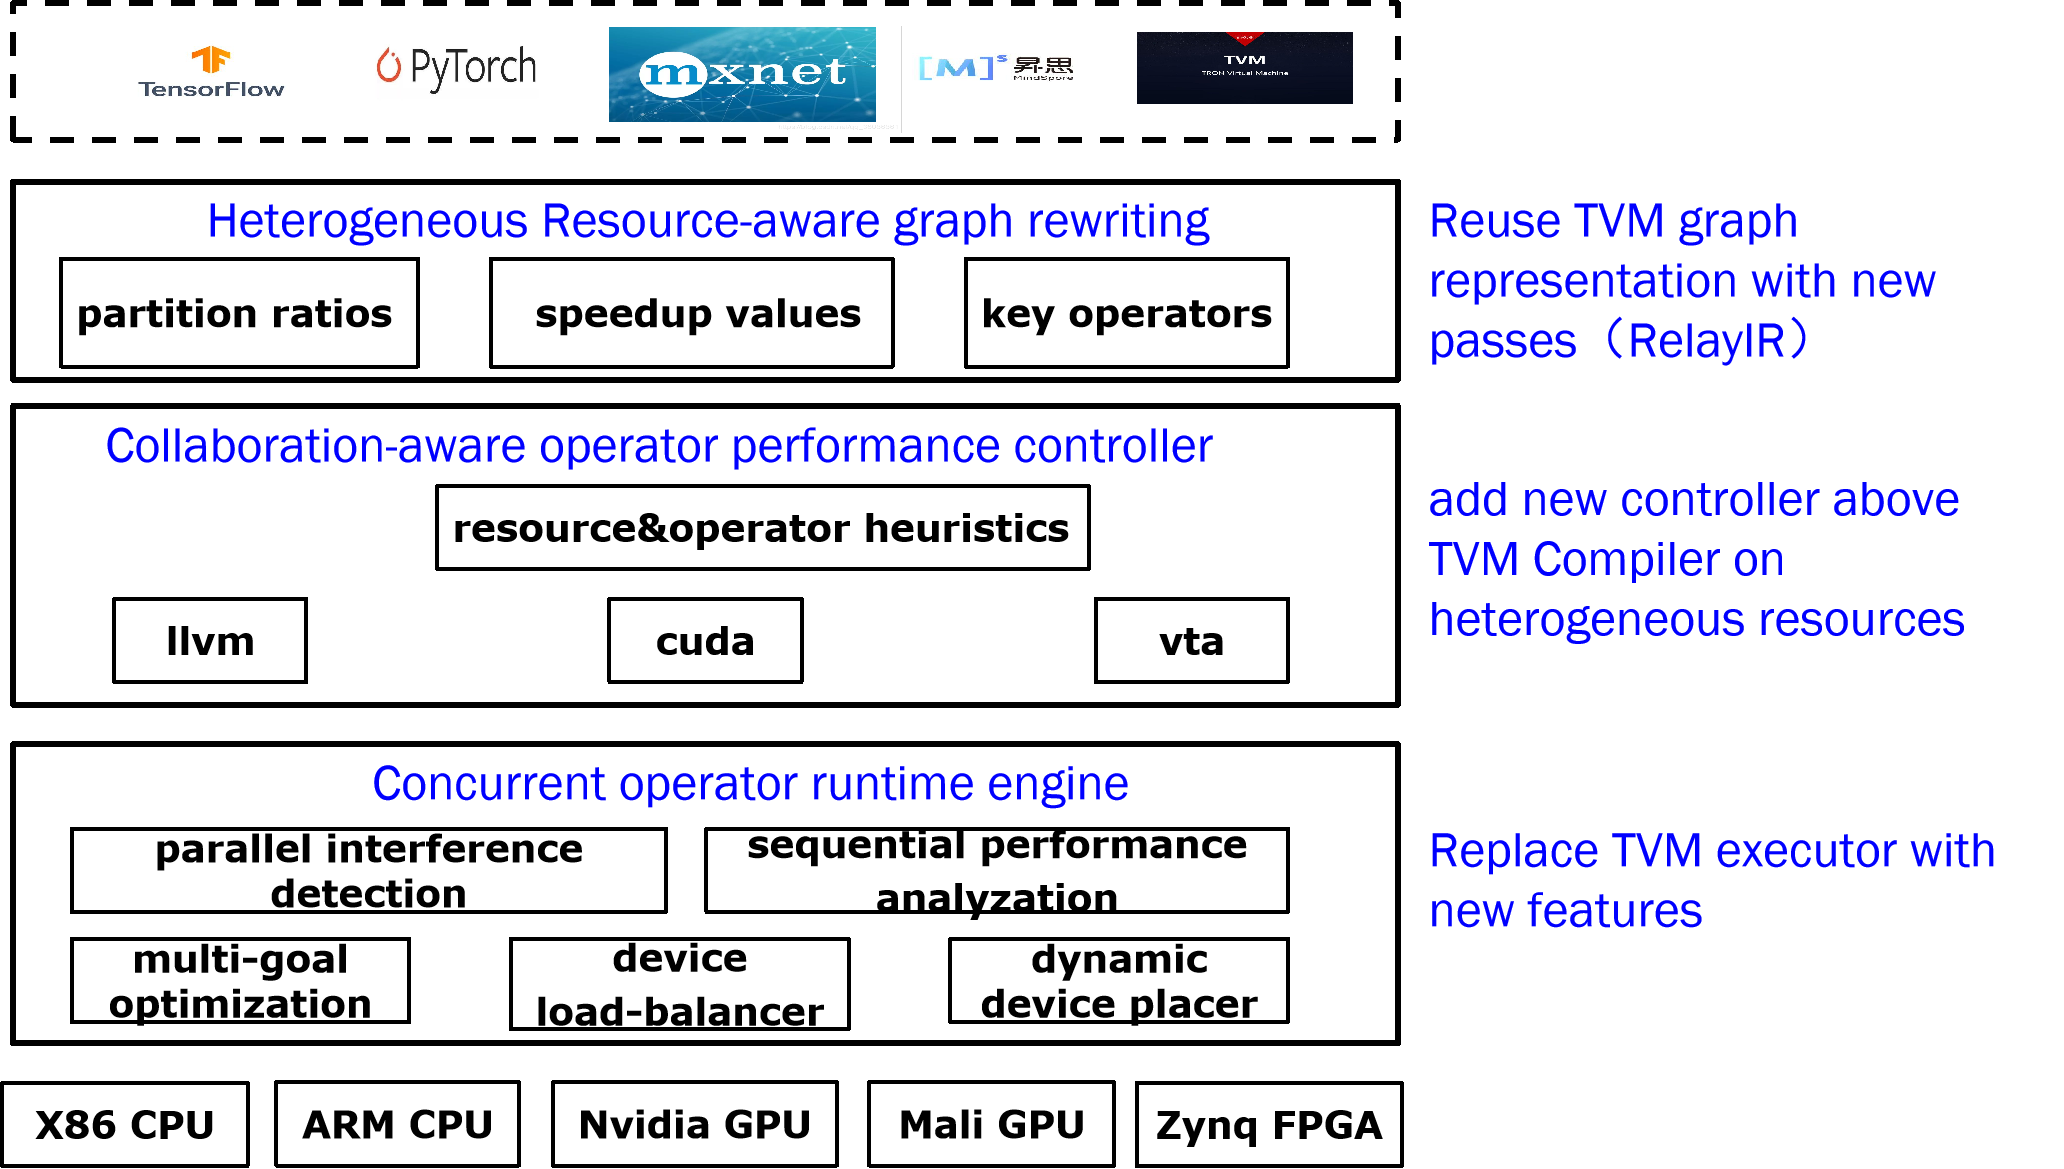 TensorFlow
PyTorch
mxnet
[M]ˢ 昇思
MindSpore
TVM
TRON Virtual Machine
Heterogeneous Resource-aware graph rewriting
partition ratios
speedup values
key operators
Reuse TVM graph
representation with new
passes（RelayIR）
Collaboration-aware operator performance controller
resource&operator heuristics
llvm
cuda
vta
add new controller above
TVM Compiler on
heterogeneous resources
Concurrent operator runtime engine
parallel interference
detection
sequential performance
analyzation
multi-goal
optimization
device
load-balancer
dynamic
device placer
Replace TVM executor with
new features
X86 CPU
ARM CPU
Nvidia GPU
Mali GPU
Zynq FPGA